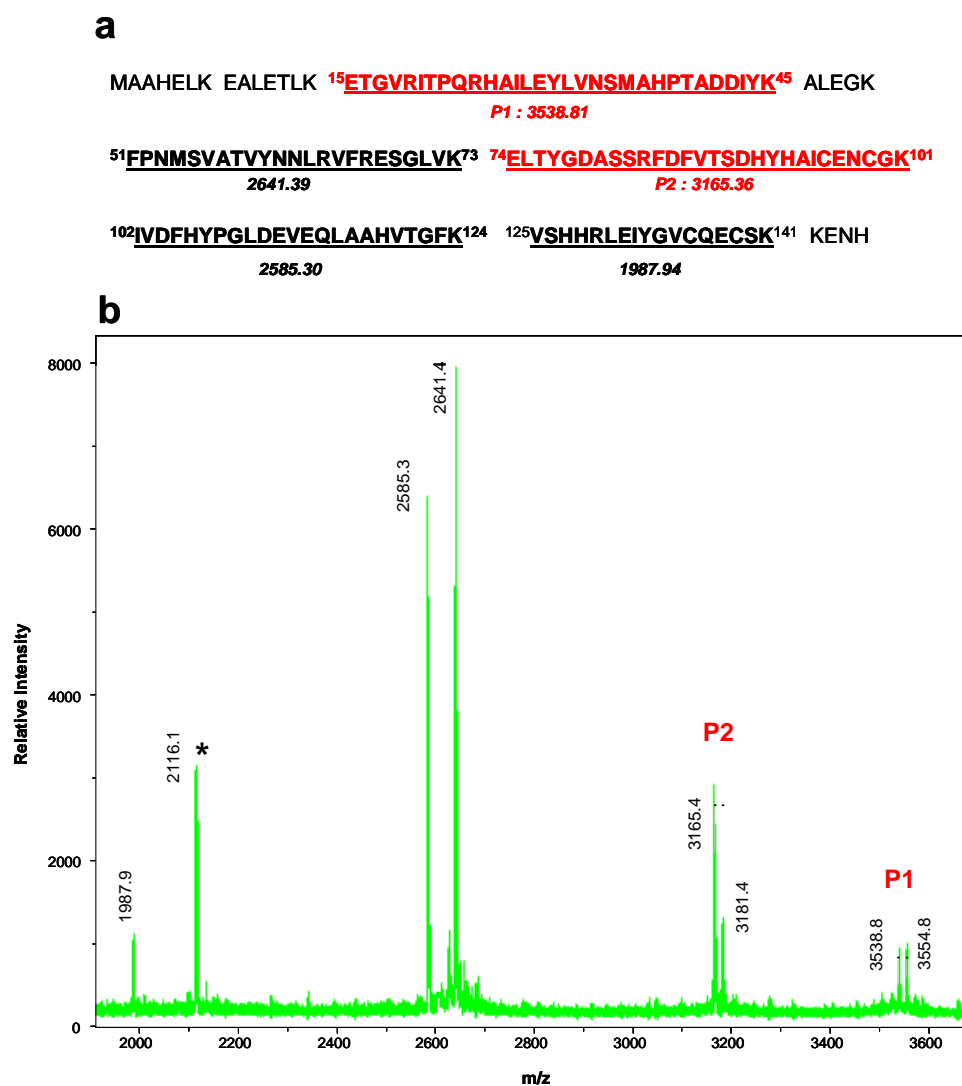 a
MAAHELK EALETLK ¹⁵ETGVRITPQRHAILEYLVNSMAHPTADDIYK⁴⁵ ALEGK
P1 : 3538.81
⁵¹FPNMSVATVYNNLRVFRESGLVK⁷³ ⁷⁴ELTYGDASSRFDFVTSDHYHAICENCGK¹⁰¹
2641.39 P2 : 3165.36
¹⁰²IVDFHYPGLDEVEQLAAHVTGFK¹²⁴ ¹²⁵VSHHRLEIYGVCQECSK¹⁴¹ KENH
2585.30 1987.94
b
Relative Intensity
8000
6000
4000
2000
0
1987.9
2116.1
*
2585.3
2641.4
P2
3165.4
3181.4
P1
3538.8
3554.8
2000 2200 2400 2600 2800 3000 3200 3400 3600
m/z